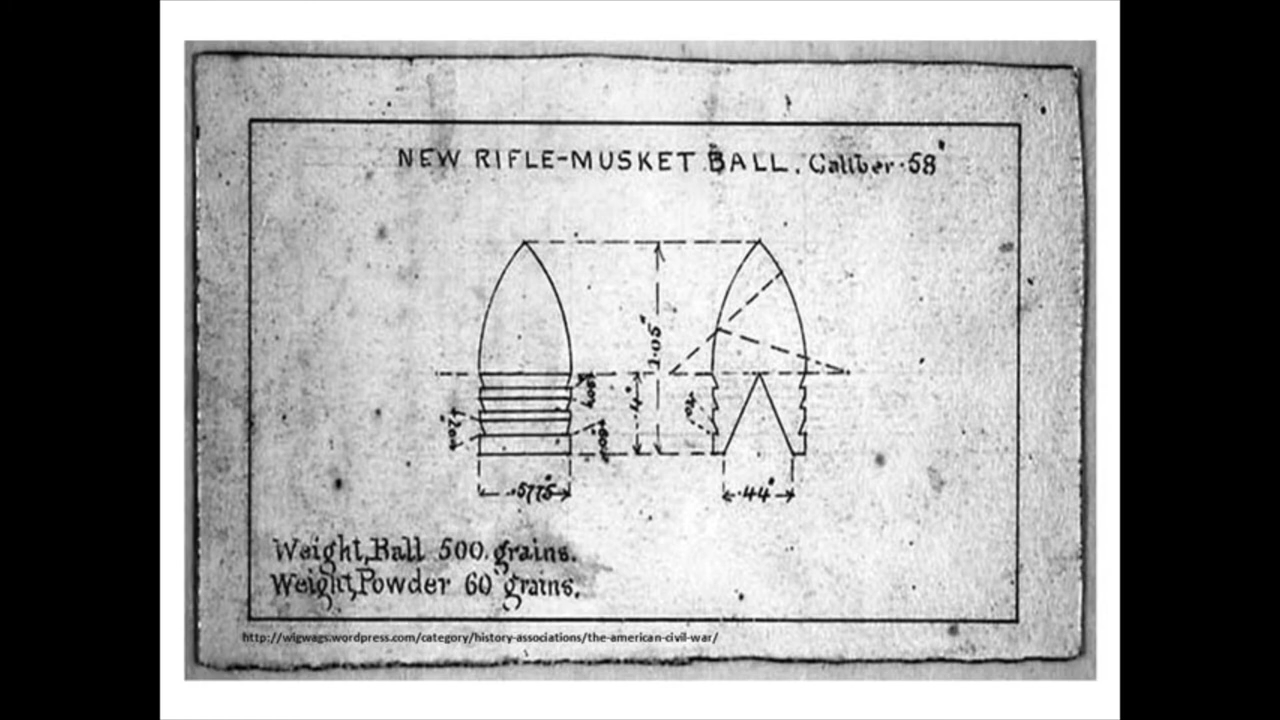 NEW RIFLE-MUSKET BALL. Caliber .58"
1.05"
.4"
.5775"
.44"
Weight, Ball 500. grains.
Weight, Powder 60 grains.
http://wigwags.wordpress.com/category/history-associations/the-american-civil-war/